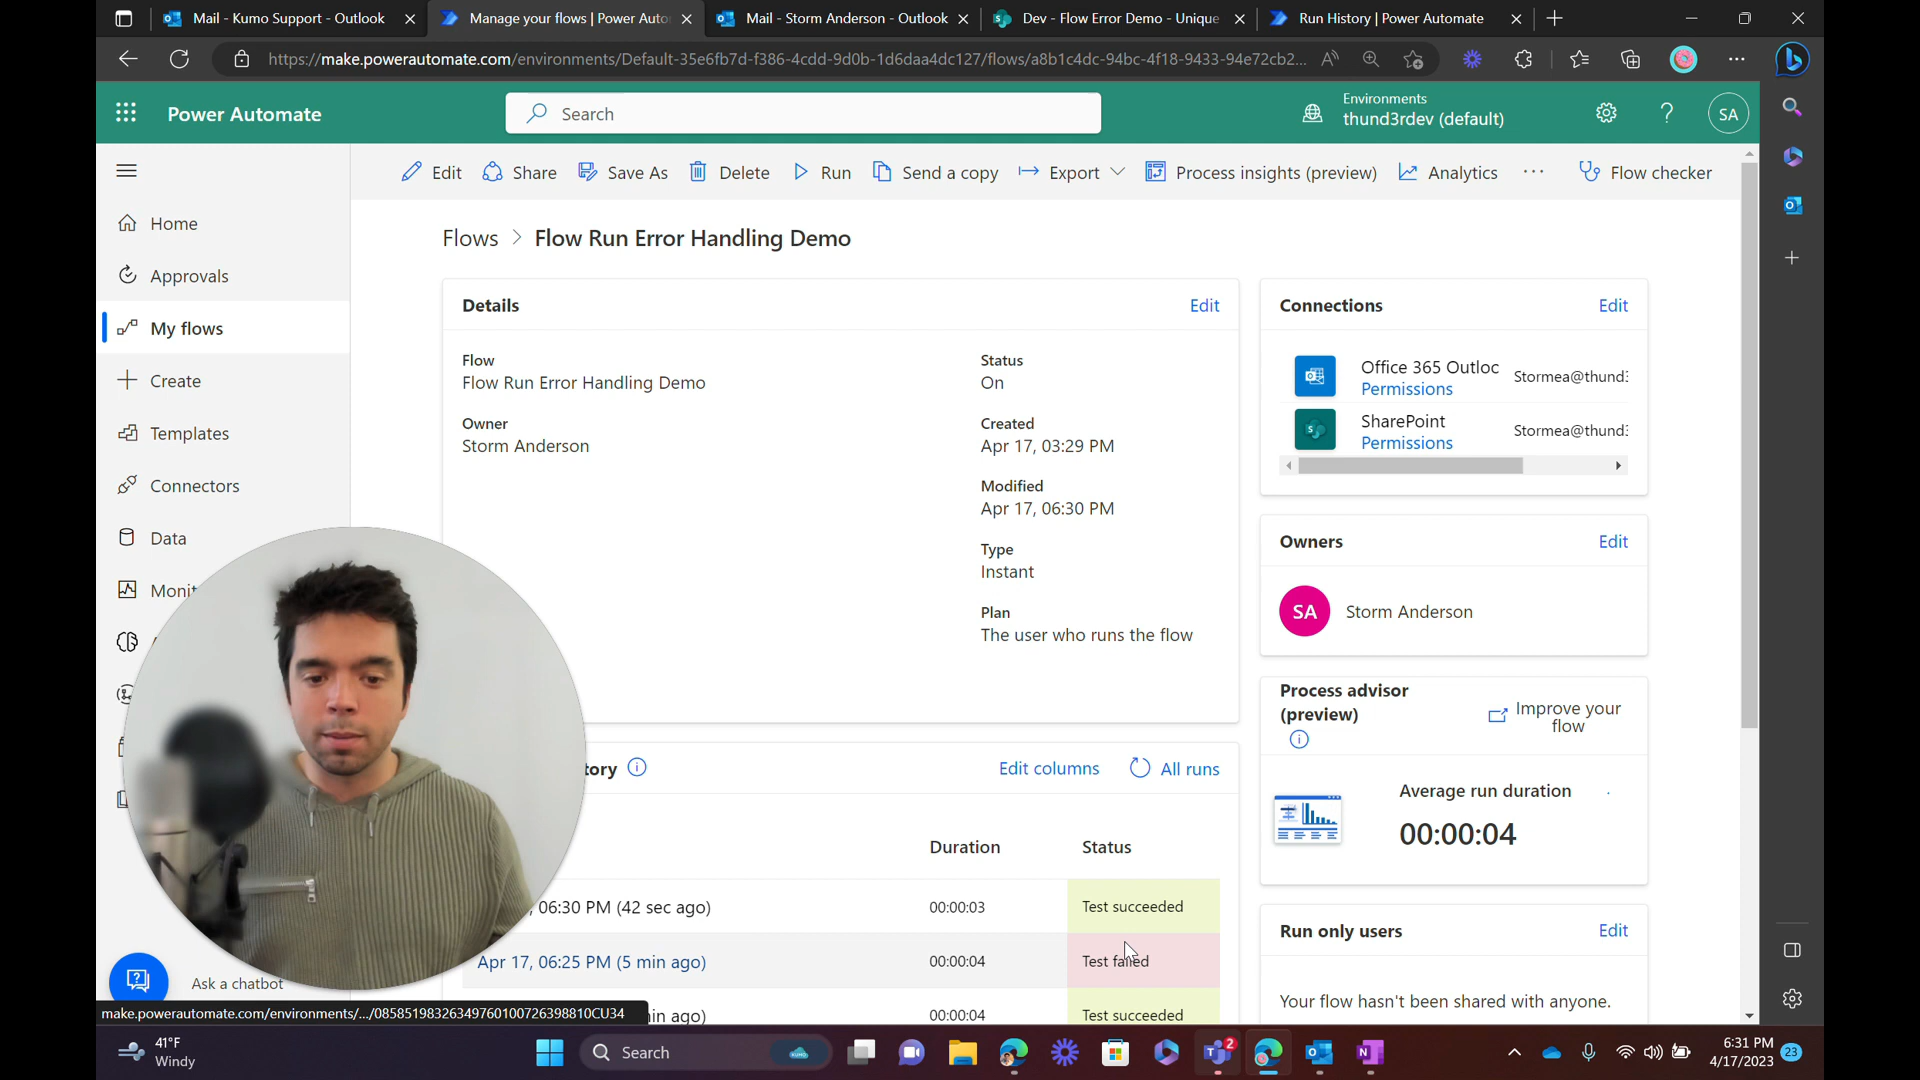 Mail - Kumo Support - Outlook
Manage your flows | Power Auto
Mail - Storm Anderson - Outlook
Dev - Flow Error Demo - Unique
Run History | Power Automate
https://make.powerautomate.com/environments/Default-35e6fb7d-f386-4cdd-9d0b-1d6daa4dc127/flows/a8b1c4dc-94bc-4f18-9433-94e72cb2...
Power Automate
Search
Environments
thund3rdev (default)
SA
Edit
Share
Save As
Delete
Run
Send a copy
Export
Process insights (preview)
Analytics
Flow checker
Home
Approvals
My flows
Create
Templates
Connectors
Data
Monit
Ask a chatbot
Flows > Flow Run Error Handling Demo
Details
Edit
Flow
Flow Run Error Handling Demo
Owner
Storm Anderson
Status
On
Created
Apr 17, 03:29 PM
Modified
Apr 17, 06:30 PM
Type
Instant
Plan
The user who runs the flow
Connections
Edit
Office 365 Outloc
Permissions
Stormea@thund3
SharePoint
Permissions
Stormea@thund3
Owners
Edit
SA
Storm Anderson
Process advisor
(preview)
Improve your
flow
Average run duration
00:00:04
Run only users
Edit
Your flow hasn't been shared with anyone.
tory
Edit columns
All runs
Duration
Status
, 06:30 PM (42 sec ago)
00:00:03
Test succeeded
Apr 17, 06:25 PM (5 min ago)
00:00:04
Test failed
in ago)
00:00:04
Test succeeded
make.powerautomate.com/environments/.../08585198326349760100726398810CU34
41°F
Windy
Search
2
6:31 PM
4/17/2023
23